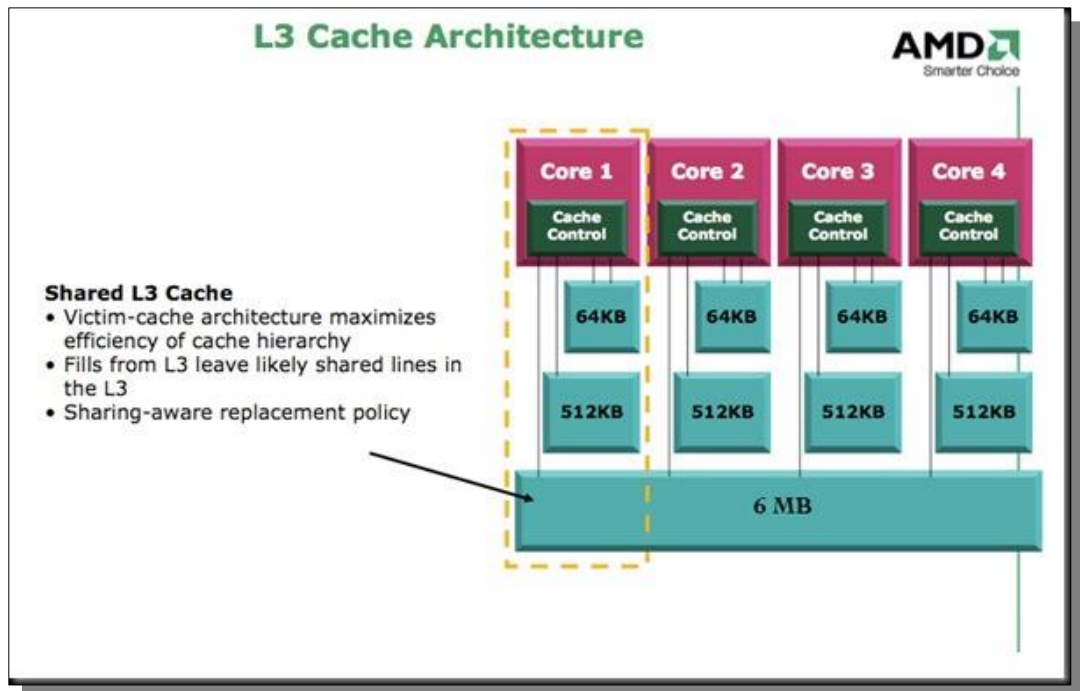 L3 Cache Architecture
AMD
Smarter Choice
Core 1
Core 2
Core 3
Core 4
Cache
Control
Cache
Control
Cache
Control
Cache
Control
64KB
64KB
64KB
64KB
512KB
512KB
512KB
512KB
6 MB
Shared L3 Cache
• Victim-cache architecture maximizes
efficiency of cache hierarchy
• Fills from L3 leave likely shared lines in
the L3
• Sharing-aware replacement policy